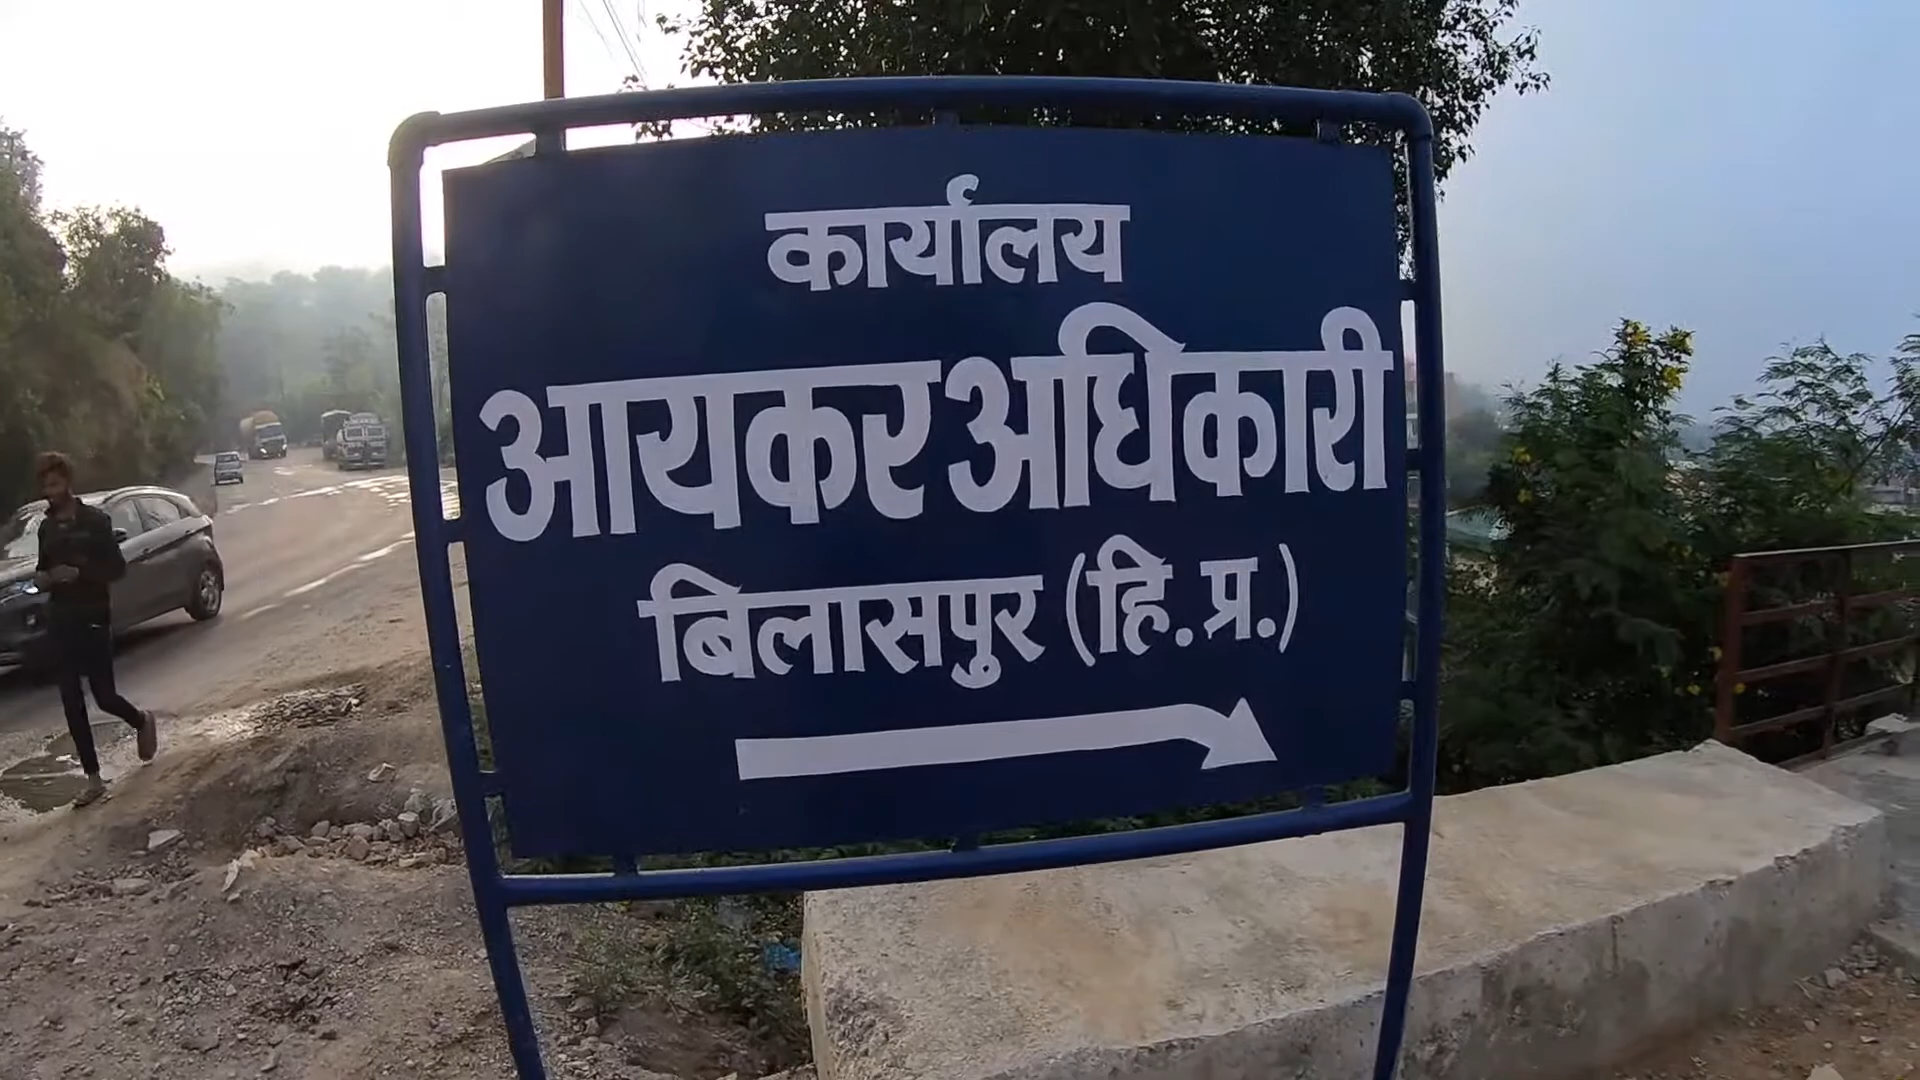 कार्यालय
आयकर अधिकारी
बिलासपुर (हि. प्र.)